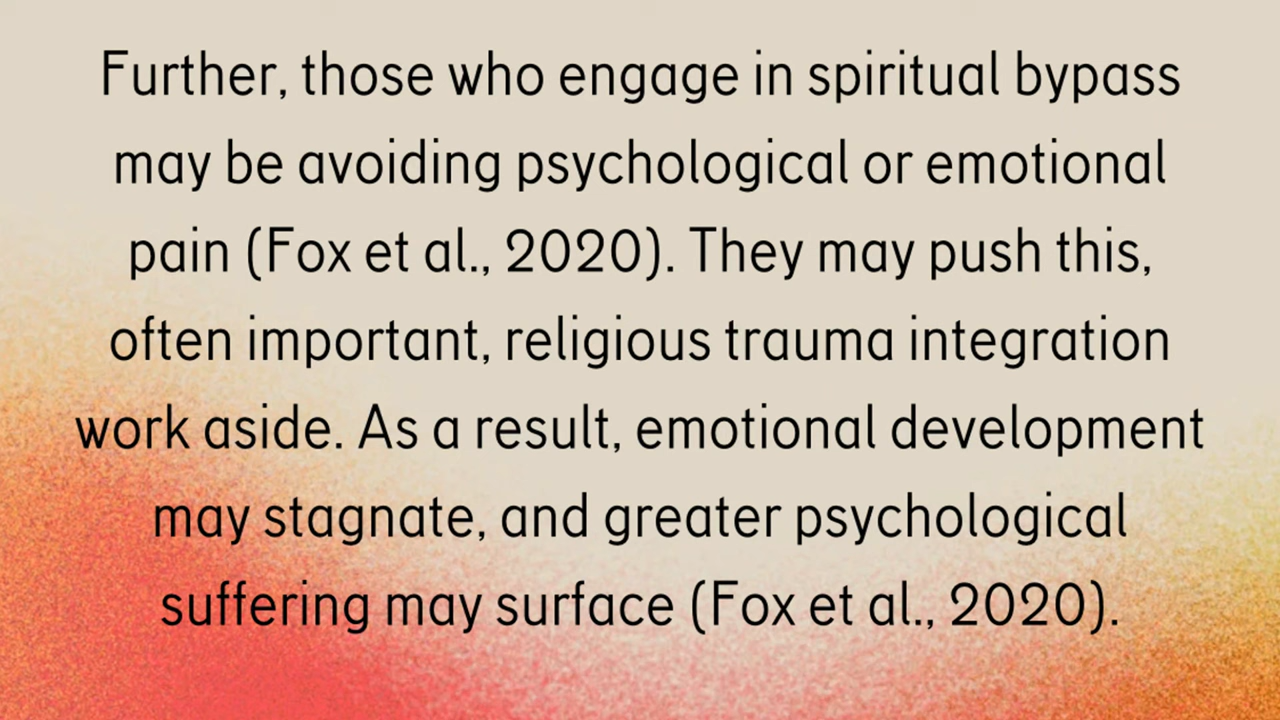 Further, those who engage in spiritual bypass
may be avoiding psychological or emotional
pain (Fox et al., 2020). They may push this,
often important, religious trauma integration
work aside. As a result, emotional development
may stagnate, and greater psychological
suffering may surface (Fox et al., 2020).